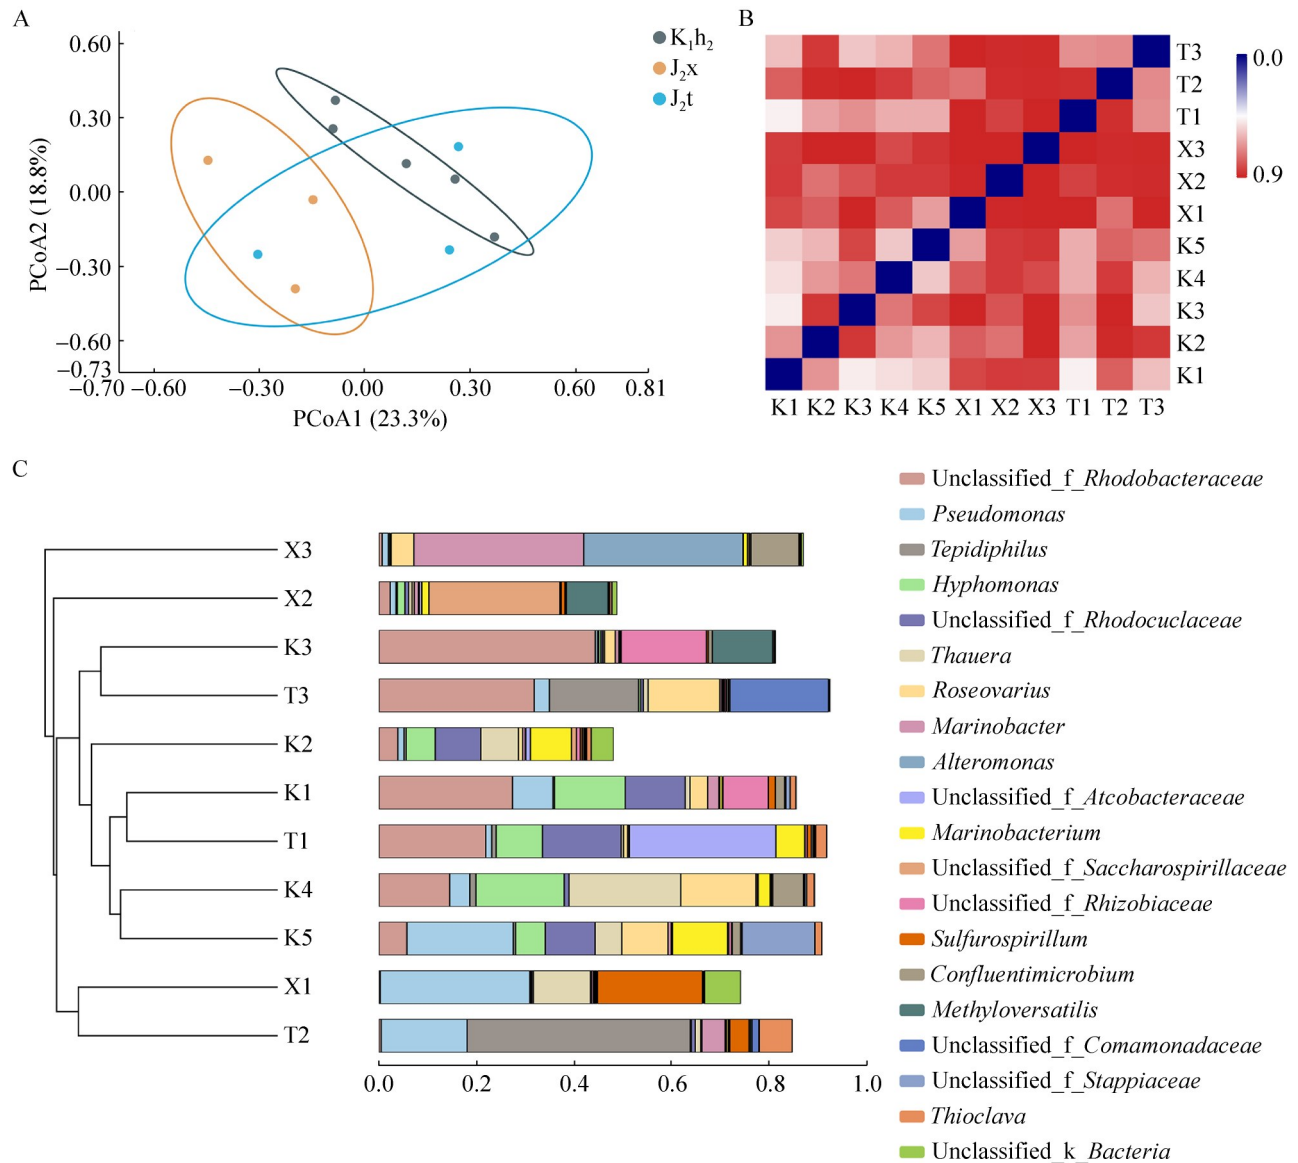 A
0.60
0.30
0.00
−0.30
−0.60
−0.73
−0.70 −0.60 −0.30 0.00 0.30 0.60 0.81
PCoA1 (23.3%)
PCoA2 (18.8%)
K1h2
J2x
J2t
B
T3
T2
T1
X3
X2
X1
K5
K4
K3
K2
K1
K1 K2 K3 K4 K5 X1 X2 X3 T1 T2 T3
0.0
0.9
C
X3
X2
K3
T3
K2
K1
T1
K4
K5
X1
T2
0.0 0.2 0.4 0.6 0.8 1.0
Unclassified_f_Rhodobacteraceae
Pseudomonas
Tepidiphilus
Hyphomonas
Unclassified_f_Rhodocuclaceae
Thauera
Roseovarius
Marinobacter
Alteromonas
Unclassified_f_Atcobacteraceae
Marinobacterium
Unclassified_f_Saccharospirillaceae
Unclassified_f_Rhizobiaceae
Sulfurospirillum
Confluentimicrobium
Methyloversatilis
Unclassified_f_Comamonadaceae
Unclassified_f_Stappiaceae
Thioclava
Unclassified_k_Bacteria